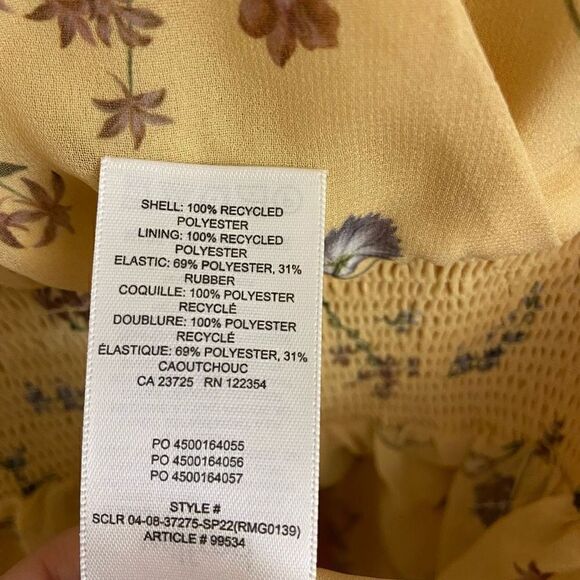 SHELL: 100% RECYCLED
POLYESTER
LINING: 100% RECYCLED
POLYESTER
ELASTIC: 69% POLYESTER, 31%
RUBBER
COQUILLE: 100% POLYESTER
RECYCLÉ
DOUBLURE: 100% POLYESTER
RECYCLÉ
ÉLASTIQUE: 69% POLYESTER, 31%
CAOUTCHOUC
CA 23725 RN 122354
PO 4500164055
PO 4500164056
PO 4500164057
STYLE #
SCLR 04-08-37275-SP22(RMG0139)
ARTICLE # 99534